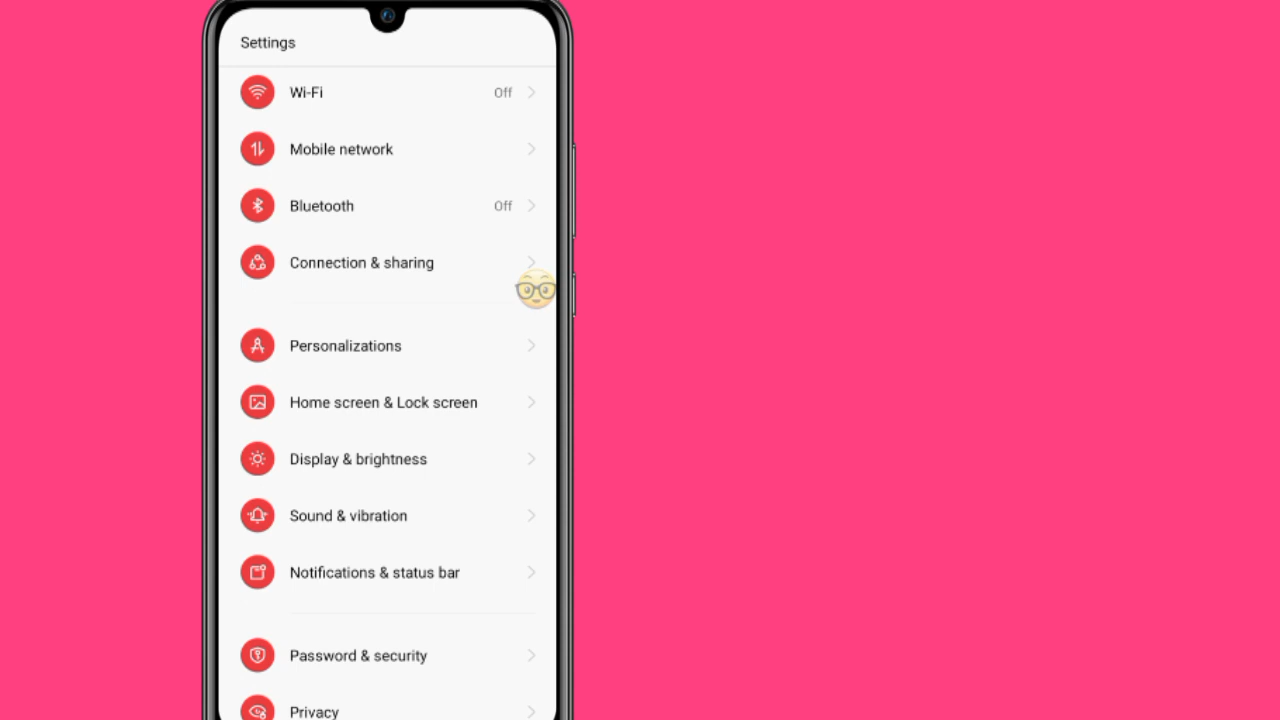 Settings
Wi-Fi Off
Mobile network
Bluetooth Off
Connection & sharing
Personalizations
Home screen & Lock screen
Display & brightness
Sound & vibration
Notifications & status bar
Password & security
Privacy